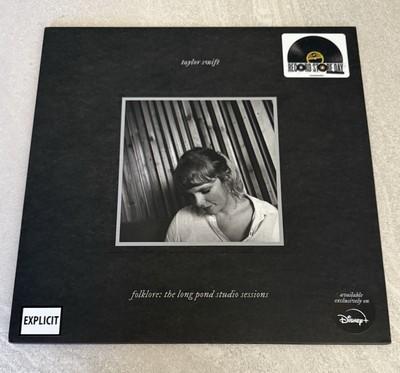 taylor swift
RECORD STORE DAY
folklore: the long pond studio sessions
EXPLICIT
available
exclusively on
Disney+